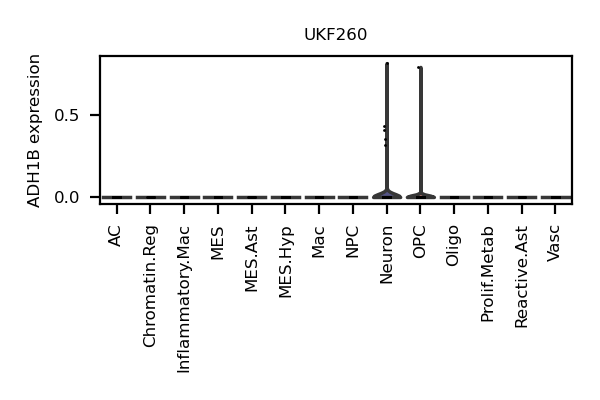 UKF260
ADH1B expression
0.5
0.0
AC
Chromatin.Reg
Inflammatory.Mac
MES
MES.Ast
MES.Hyp
Mac
NPC
Neuron
OPC
Oligo
Prolif.Metab
Reactive.Ast
Vasc